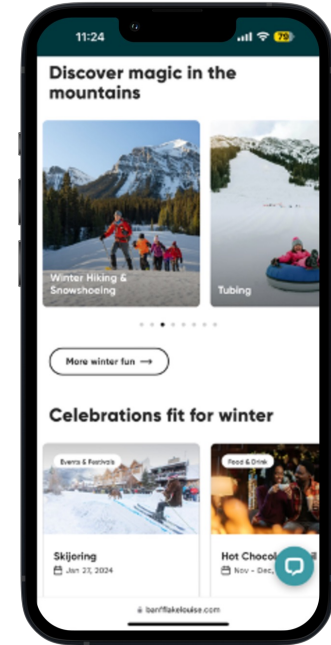 11:24
79
Discover magic in the
mountains
Winter Hiking &
Snowshoeing
Tubing
More winter fun →
Celebrations fit for winter
Events & Festivals
Food & Drink
Skijoring
Jan 27, 2024
Hot Chocol
Nov - Dec,
banfflakelouise.com